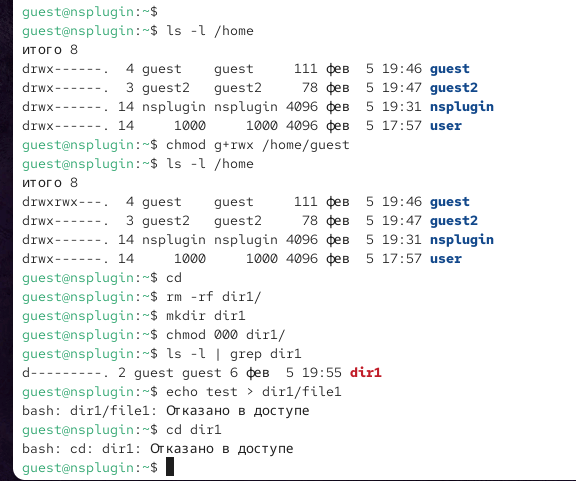 guest@nsplugin:~$
guest@nsplugin:~$ ls -l /home
итого 8
drwx------.  4 guest    guest     111 фев  5 19:46 guest
drwx------.  3 guest2   guest2     78 фев  5 19:47 guest2
drwx------. 14 nsplugin nsplugin 4096 фев  5 19:31 nsplugin
drwx------. 14     1000     1000 4096 фев  5 17:57 user
guest@nsplugin:~$ chmod g+rwx /home/guest
guest@nsplugin:~$ ls -l /home
итого 8
drwxrwx---.  4 guest    guest     111 фев  5 19:46 guest
drwx------.  3 guest2   guest2     78 фев  5 19:47 guest2
drwx------. 14 nsplugin nsplugin 4096 фев  5 19:31 nsplugin
drwx------. 14     1000     1000 4096 фев  5 17:57 user
guest@nsplugin:~$ cd
guest@nsplugin:~$ rm -rf dir1/
guest@nsplugin:~$ mkdir dir1
guest@nsplugin:~$ chmod 000 dir1/
guest@nsplugin:~$ ls -l | grep dir1
d---------. 2 guest guest 6 фев  5 19:55 dir1
guest@nsplugin:~$ echo test > dir1/file1
bash: dir1/file1: Отказано в доступе
guest@nsplugin:~$ cd dir1
bash: cd: dir1: Отказано в доступе
guest@nsplugin:~$